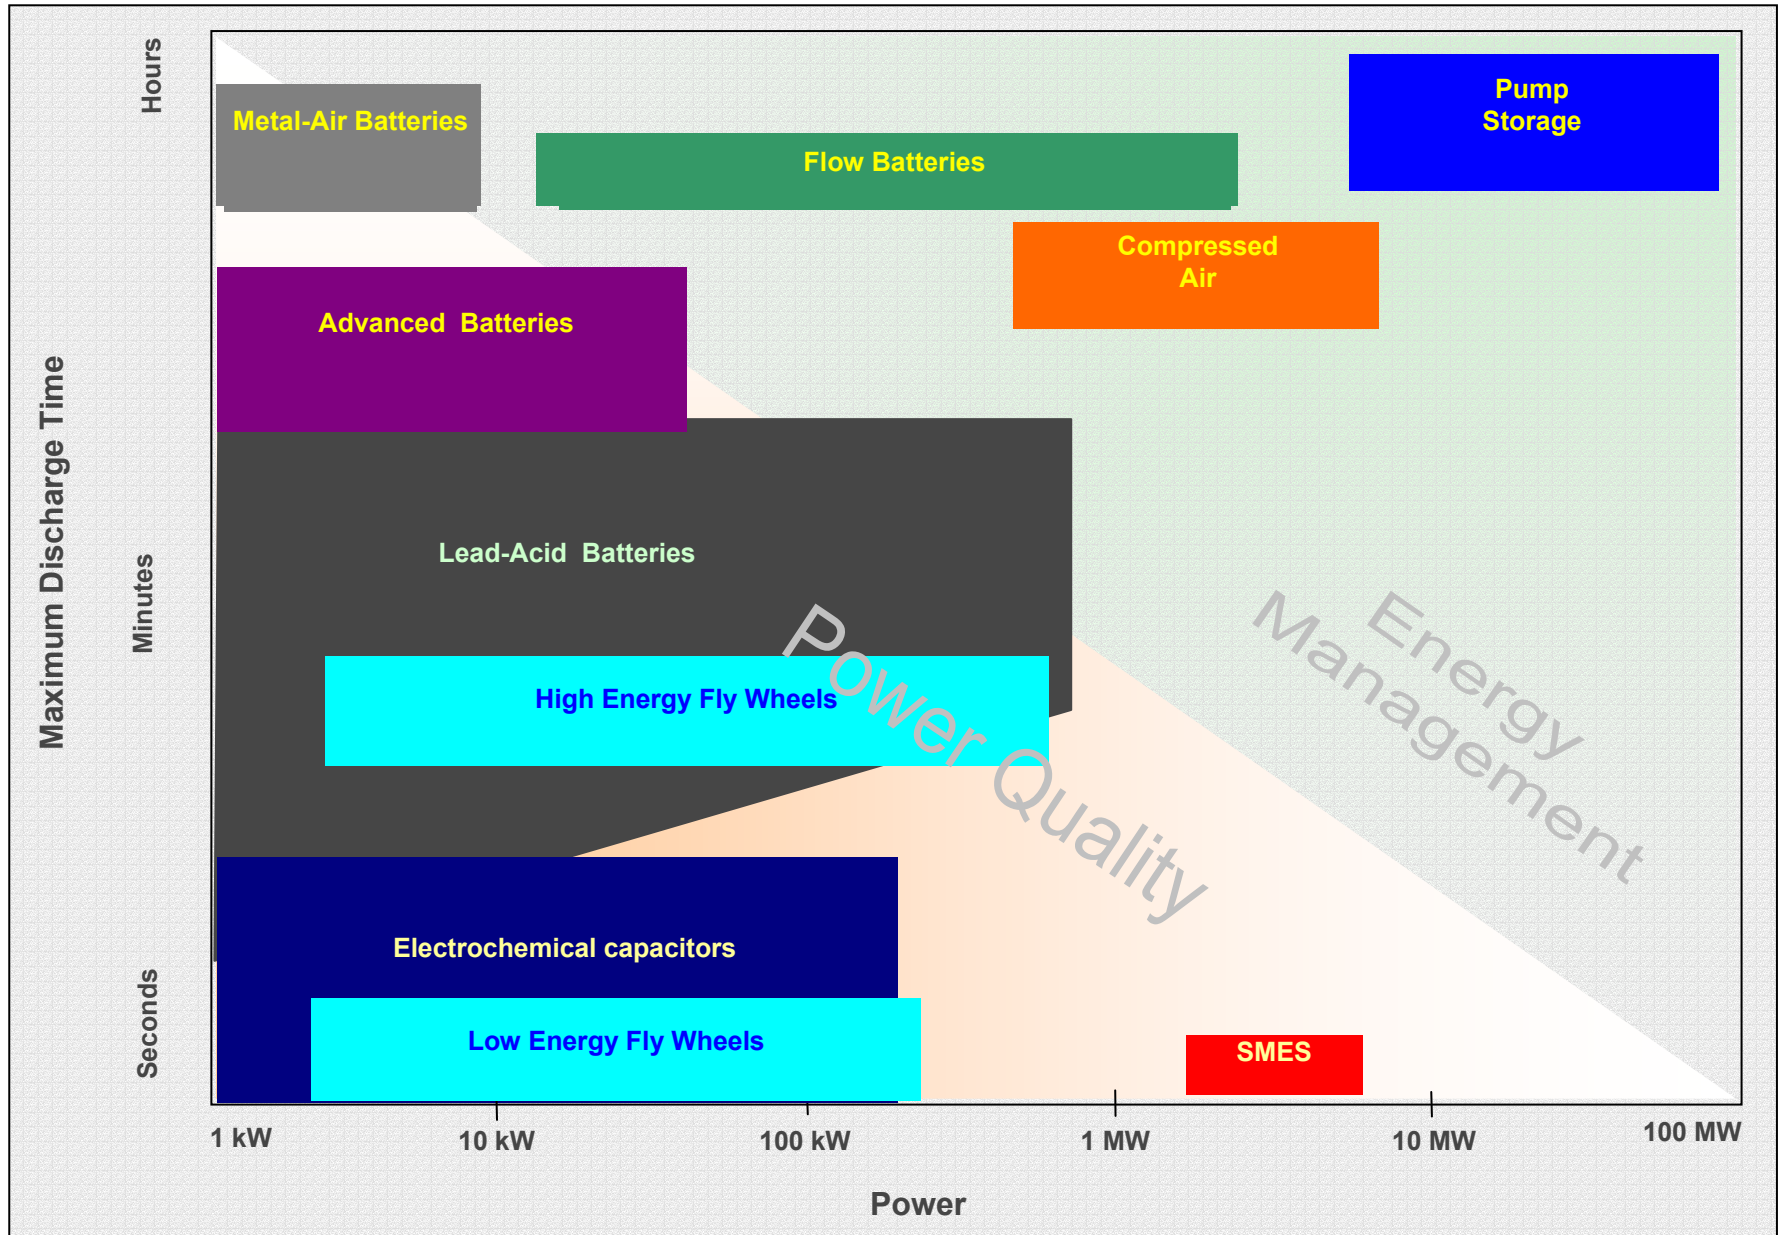 Hours
Minutes
Seconds
Maximum Discharge Time
Metal-Air Batteries
Flow Batteries
Pump
Storage
Compressed
Air
Advanced  Batteries
Lead-Acid  Batteries
High Energy Fly Wheels
Power Quality
Energy
Management
Electrochemical capacitors
Low Energy Fly Wheels
SMES
1 kW
10 kW
100 kW
1 MW
10 MW
100 MW
Power